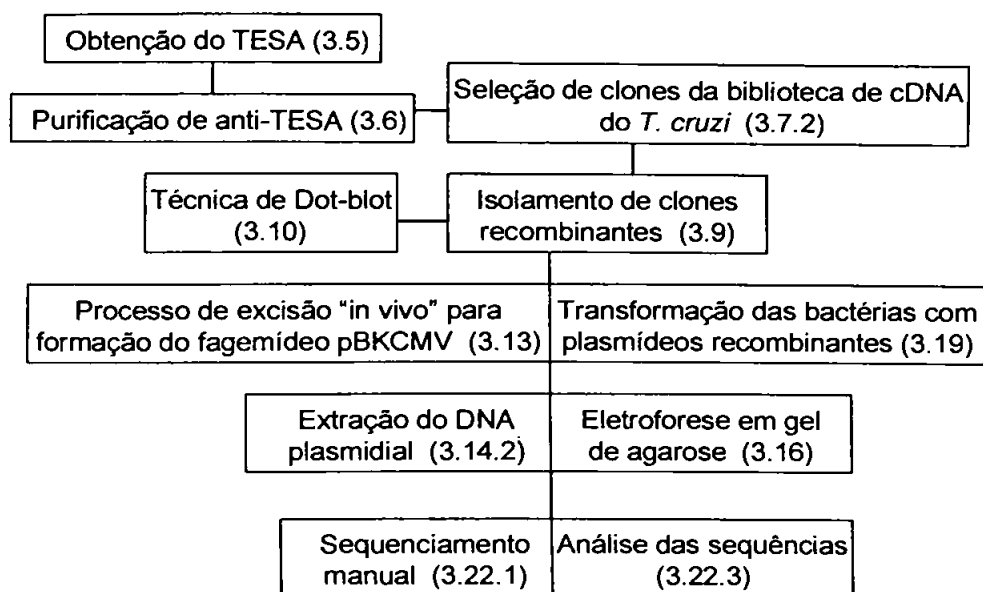 Obtenção do TESA (3.5)
Purificação de anti-TESA (3.6)
Seleção de clones da biblioteca de cDNA
do T. cruzi (3.7.2)
Técnica de Dot-blot
(3.10)
Isolamento de clones
recombinantes (3.9)
Processo de excisão "in vivo" para
formação do fagemídeo pBKCMV (3.13)
Transformação das bactérias com
plasmídeos recombinantes (3.19)
Extração do DNA
plasmidial (3.14.2)
Eletroforese em gel
de agarose (3.16)
Sequenciamento
manual (3.22.1)
Análise das sequências
(3.22.3)